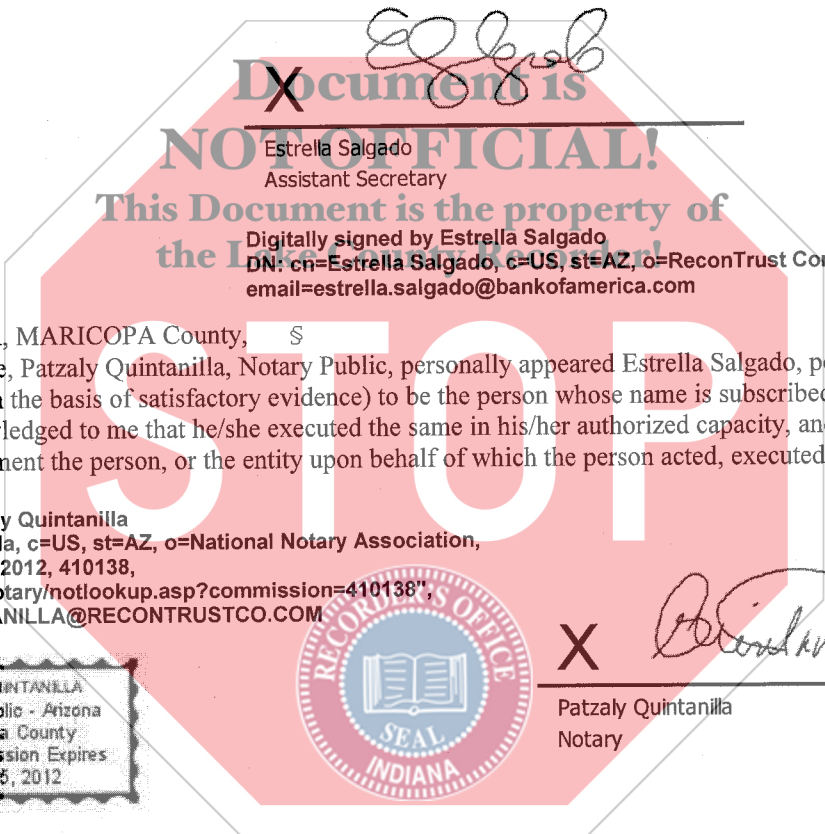 Document is
X
NOT OFFICIAL!
Estrella Salgado
Assistant Secretary
This Document is the property of
the Lake County Recorder!
Digitally signed by Estrella Salgado
DN: cn=Estrella Salgado, c=US, st=AZ, o=ReconTrust Co
email=estrella.salgado@bankofamerica.com
, MARICOPA County, §
e, Patzaly Quintanilla, Notary Public, personally appeared Estrella Salgado, p
the basis of satisfactory evidence) to be the person whose name is subscribed
ledged to me that he/she executed the same in his/her authorized capacity, an
ment the person, or the entity upon behalf of which the person acted, executed
STOP
y Quintanilla
la, c=US, st=AZ, o=National Notary Association,
2012, 410138,
otary/notlookup.asp?commission=410138",
ANILLA@RECONTRUSTCO.COM
RECORDER'S OFFICE
SEAL
INDIANA
X
Patzaly Quintanilla
Notary
UINTANILLA
blic - Arizona
a County
ssion Expires
5, 2012